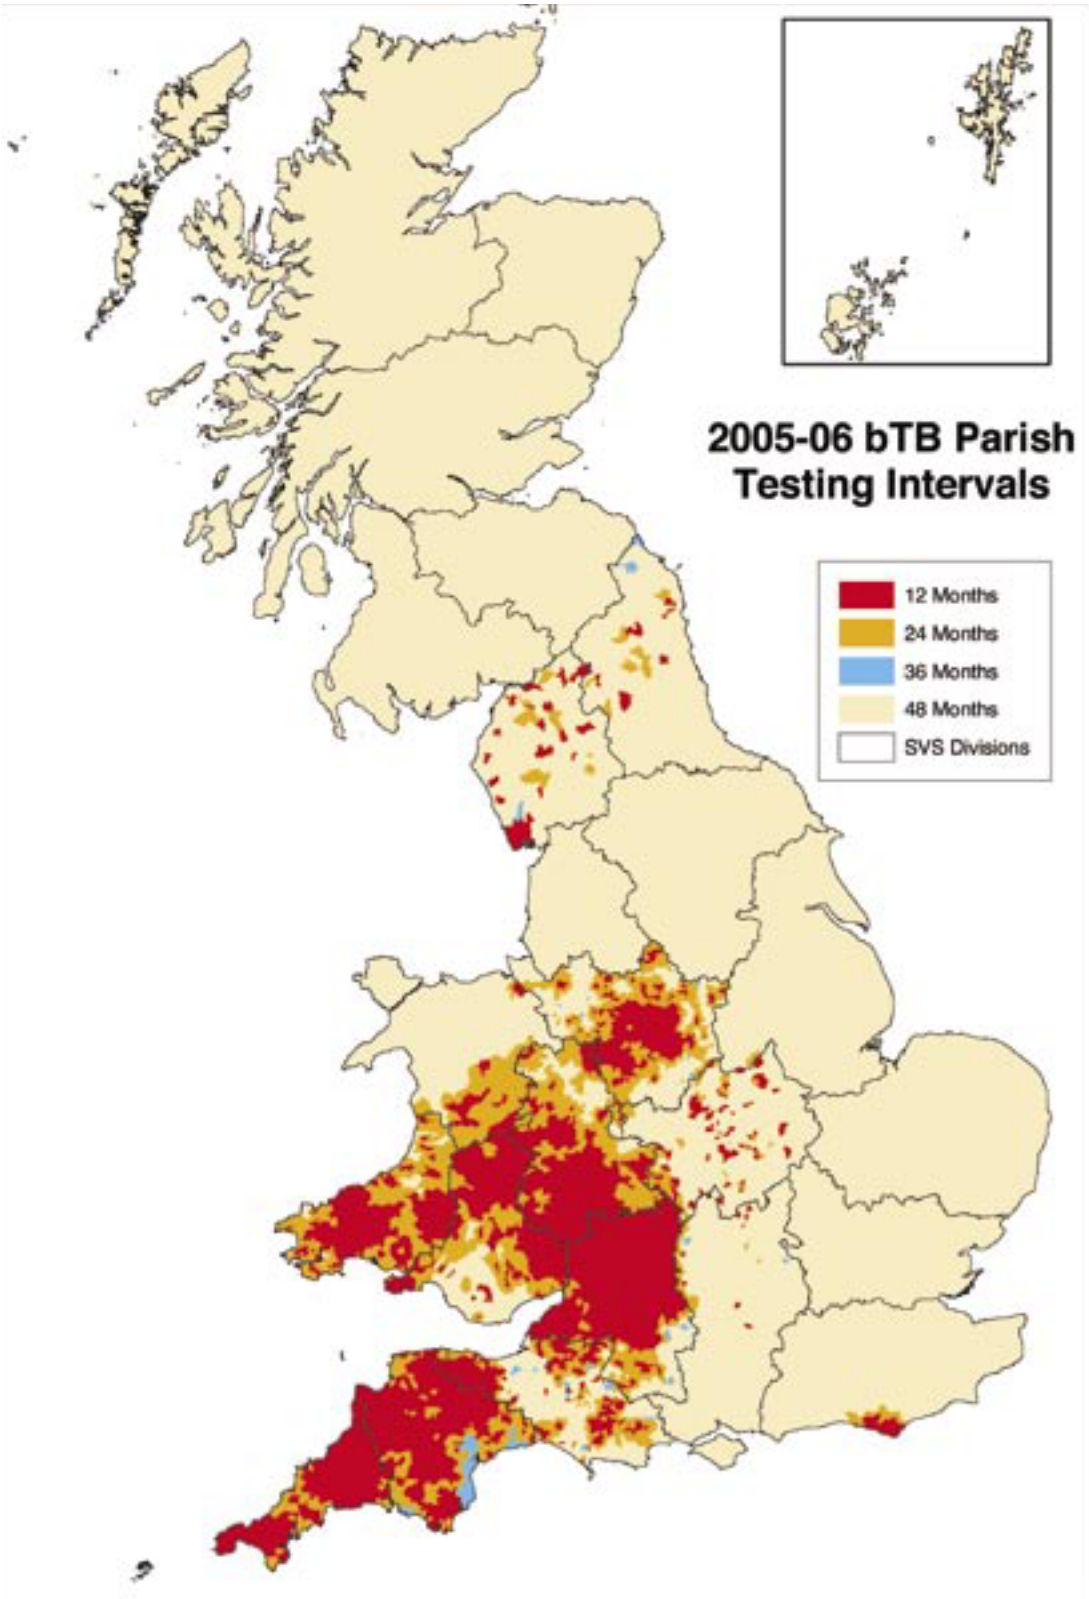 2005-06 bTB Parish
Testing Intervals
12 Months
24 Months
36 Months
48 Months
SVS Divisions